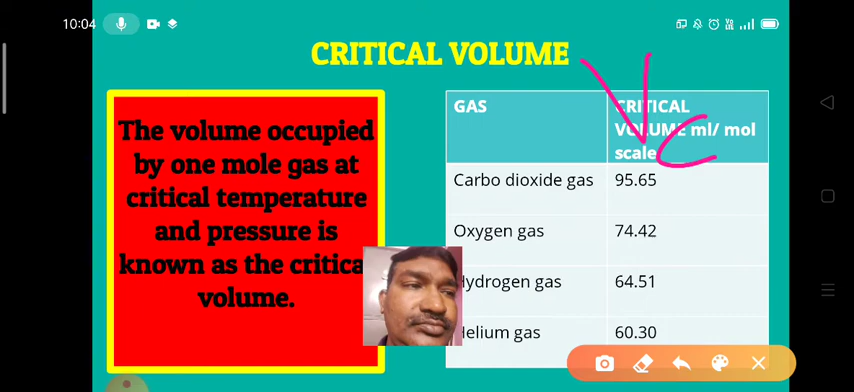 10:04
CRITICAL VOLUME
The volume occupied
by one mole gas at
critical temperature
and pressure is
known as the critica
volume.
GAS
CRITICAL
VOLUME ml/ mol
scale
Carbo dioxide gas
95.65
Oxygen gas
74.42
ydrogen gas
64.51
elium gas
60.30
Vc